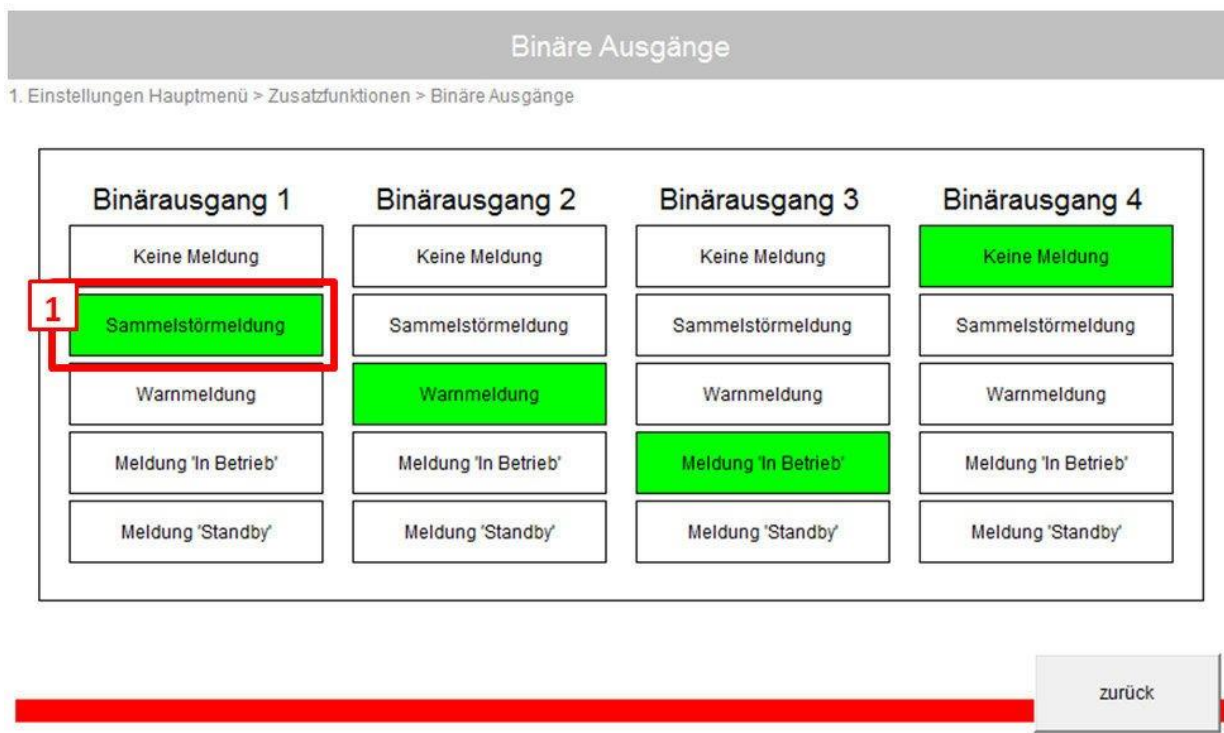 Binäre Ausgänge
1. Einstellungen Hauptmenü > Zusatzfunktionen > Binäre Ausgänge
Binärausgang 1 Binärausgang 2 Binärausgang 3 Binärausgang 4
Keine Meldung Keine Meldung Keine Meldung Keine Meldung
1
Sammelstörmeldung Sammelstörmeldung Sammelstörmeldung Sammelstörmeldung
Warnmeldung Warnmeldung Warnmeldung Warnmeldung
Meldung 'In Betrieb' Meldung 'In Betrieb' Meldung 'In Betrieb' Meldung 'In Betrieb'
Meldung 'Standby' Meldung 'Standby' Meldung 'Standby' Meldung 'Standby'
zurück